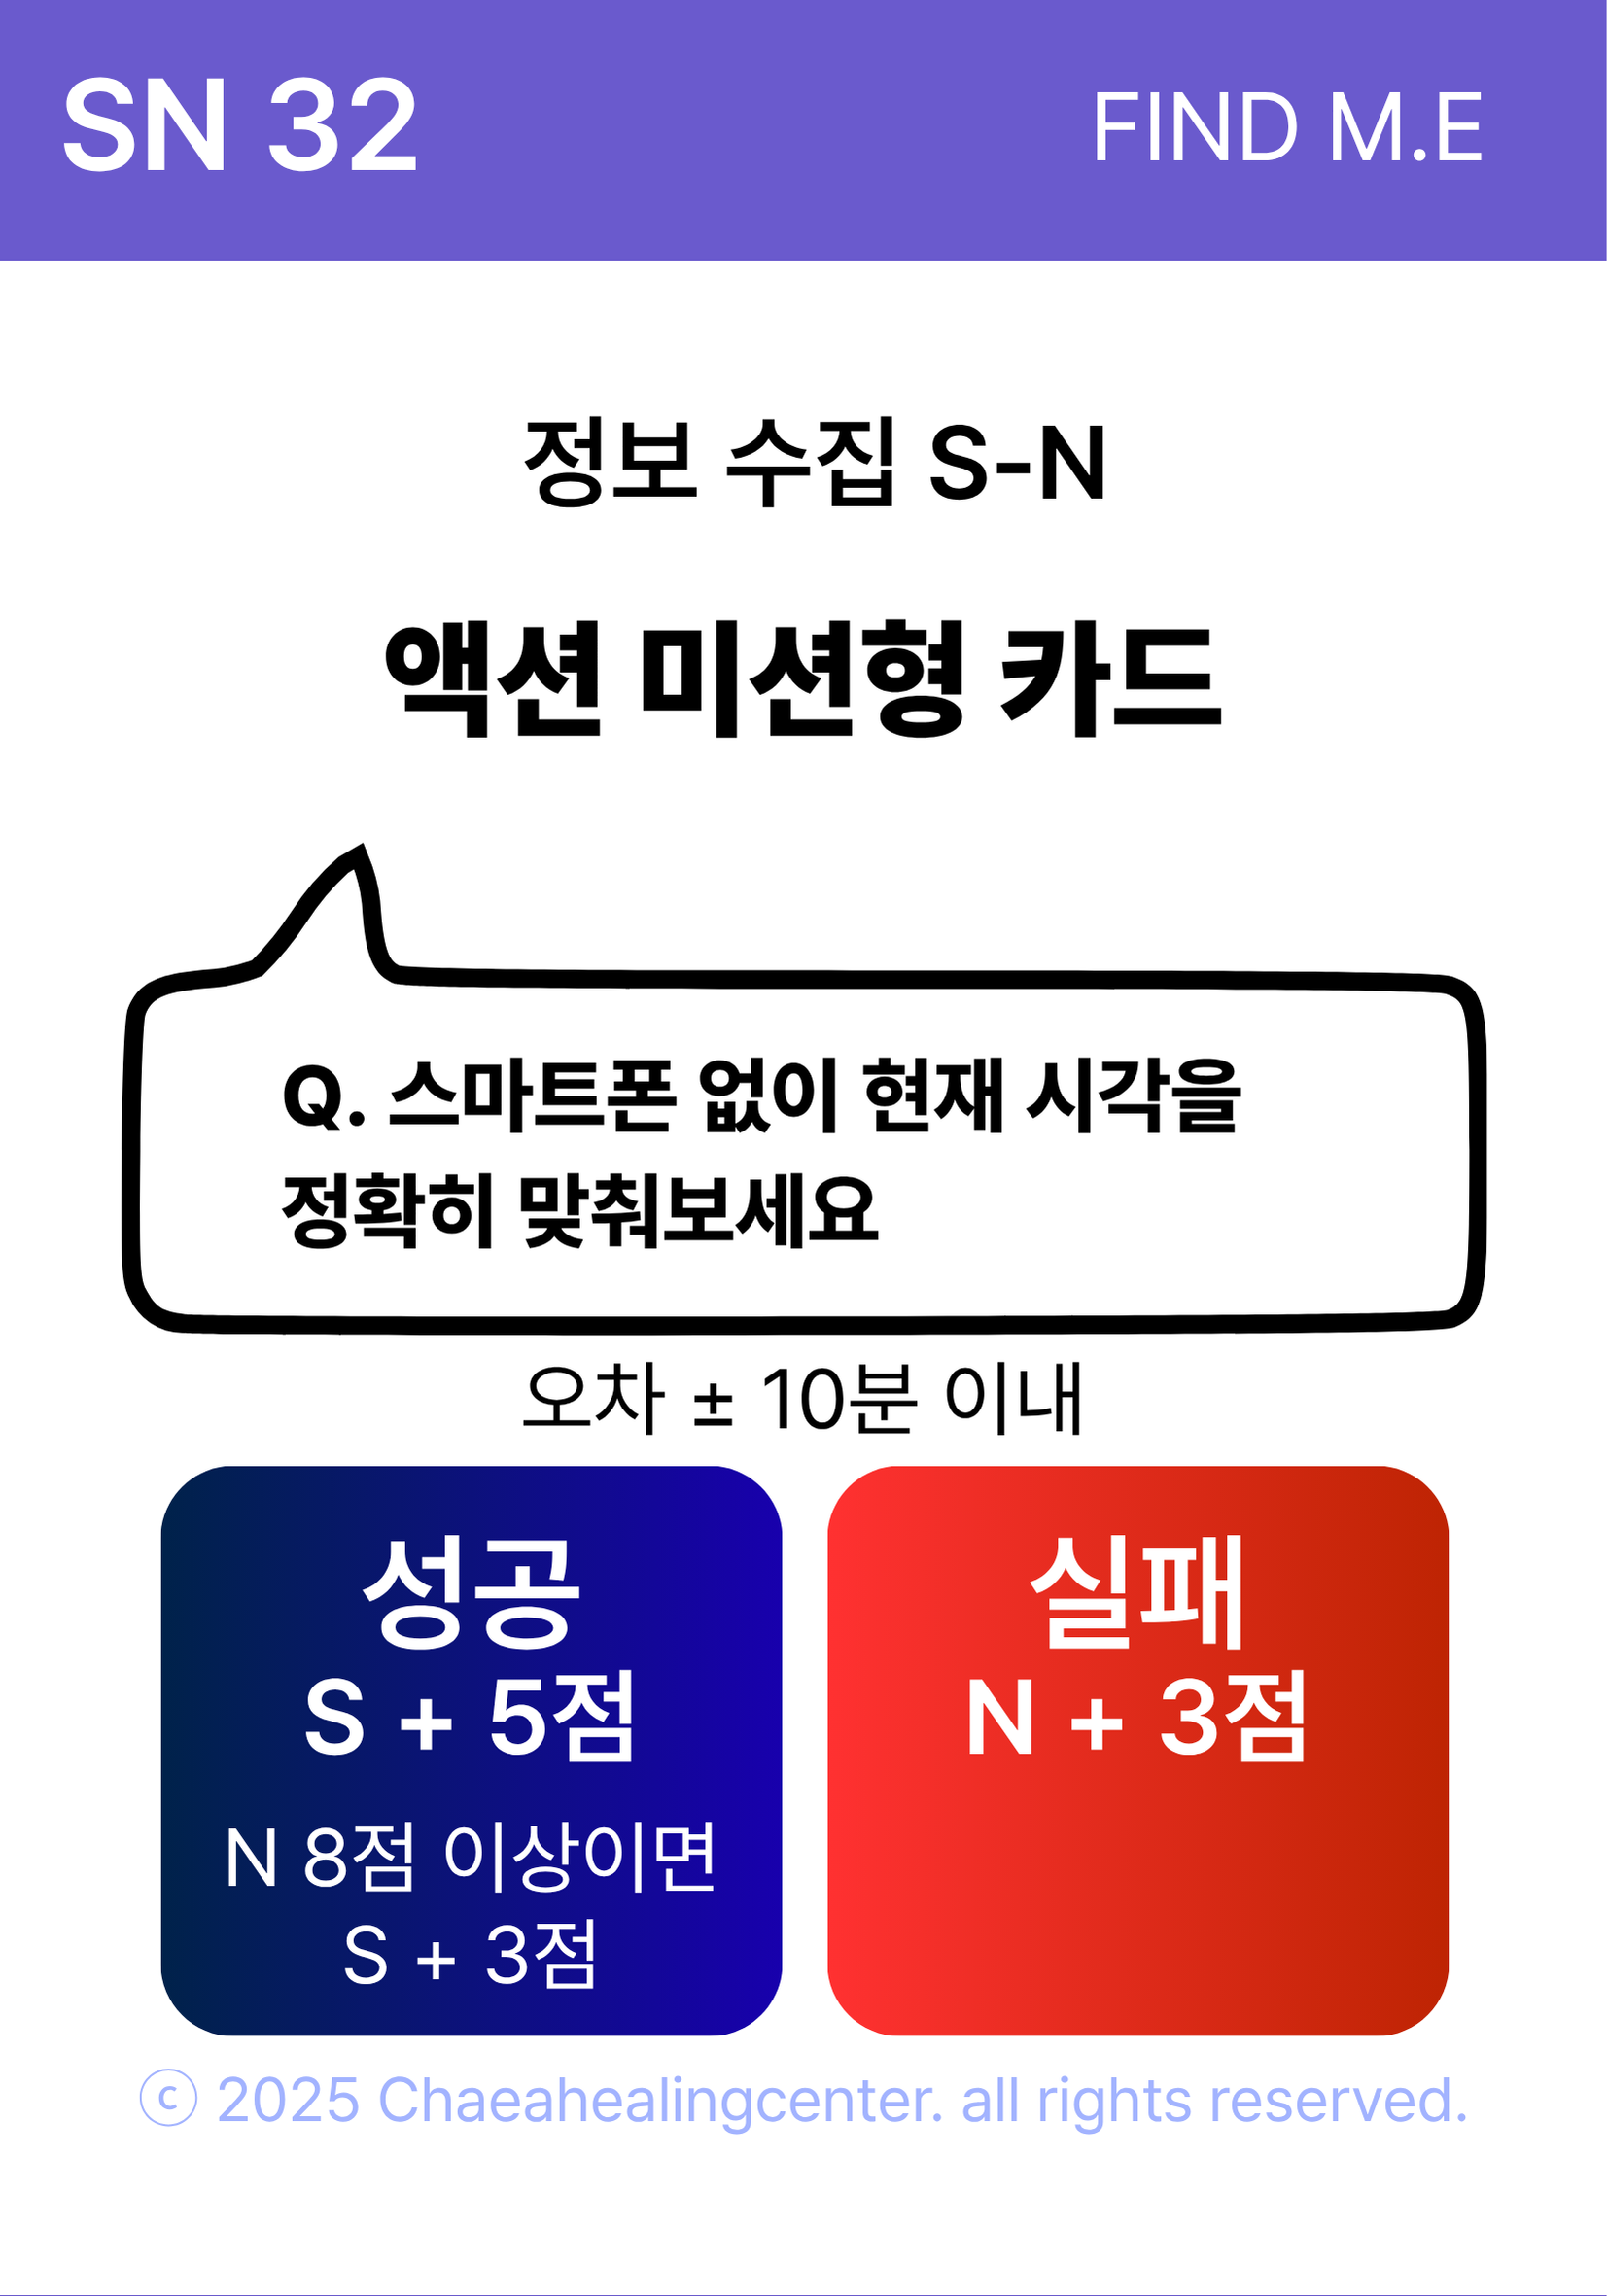 SN 32
FIND M.E
정보 수집 S-N
액션 미션형 카드
Q. 스마트폰 없이 현재 시각을
정확히 맞춰보세요
오차 ± 10분 이내
성공
S + 5점
N 8점 이상이면
S + 3점
실패
N + 3점
ⓒ 2025 Chaeahealingcenter. all rights reserved.